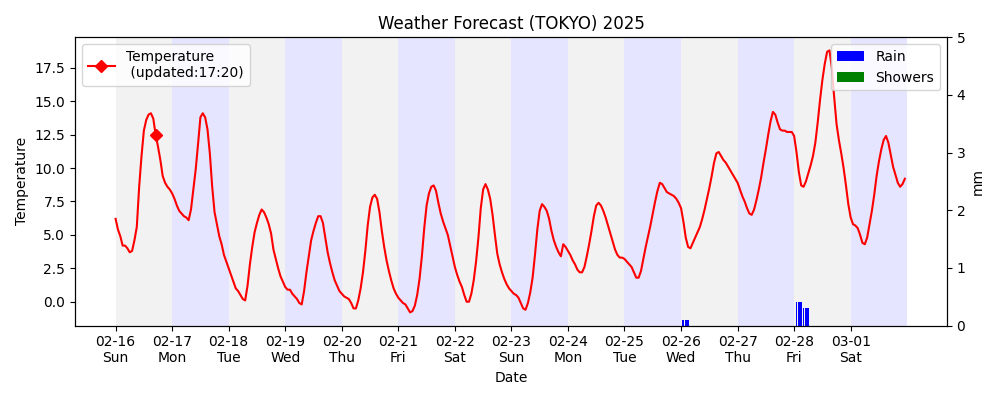 Weather Forecast (TOKYO) 2025
Temperature
(updated:17:20)
Rain
Showers
Temperature
17.5
15.0
12.5
10.0
7.5
5.0
2.5
0.0
5
4
3
2
1
0
mm
02-16 02-17 02-18 02-19 02-20 02-21 02-22 02-23 02-24 02-25 02-26 02-27 02-28 03-01
Sun Mon Tue Wed Thu Fri Sat Sun Mon Tue Wed Thu Fri Sat
Date